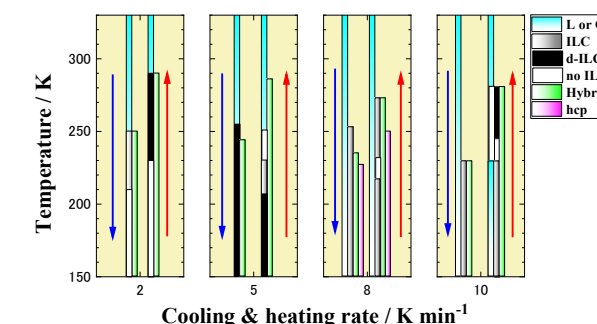 L or
ILC
d-ILC
no IL
Hybr
hcp
Temperature / K
300
250
200
150
2
5
8
10
Cooling & heating rate / K min-1